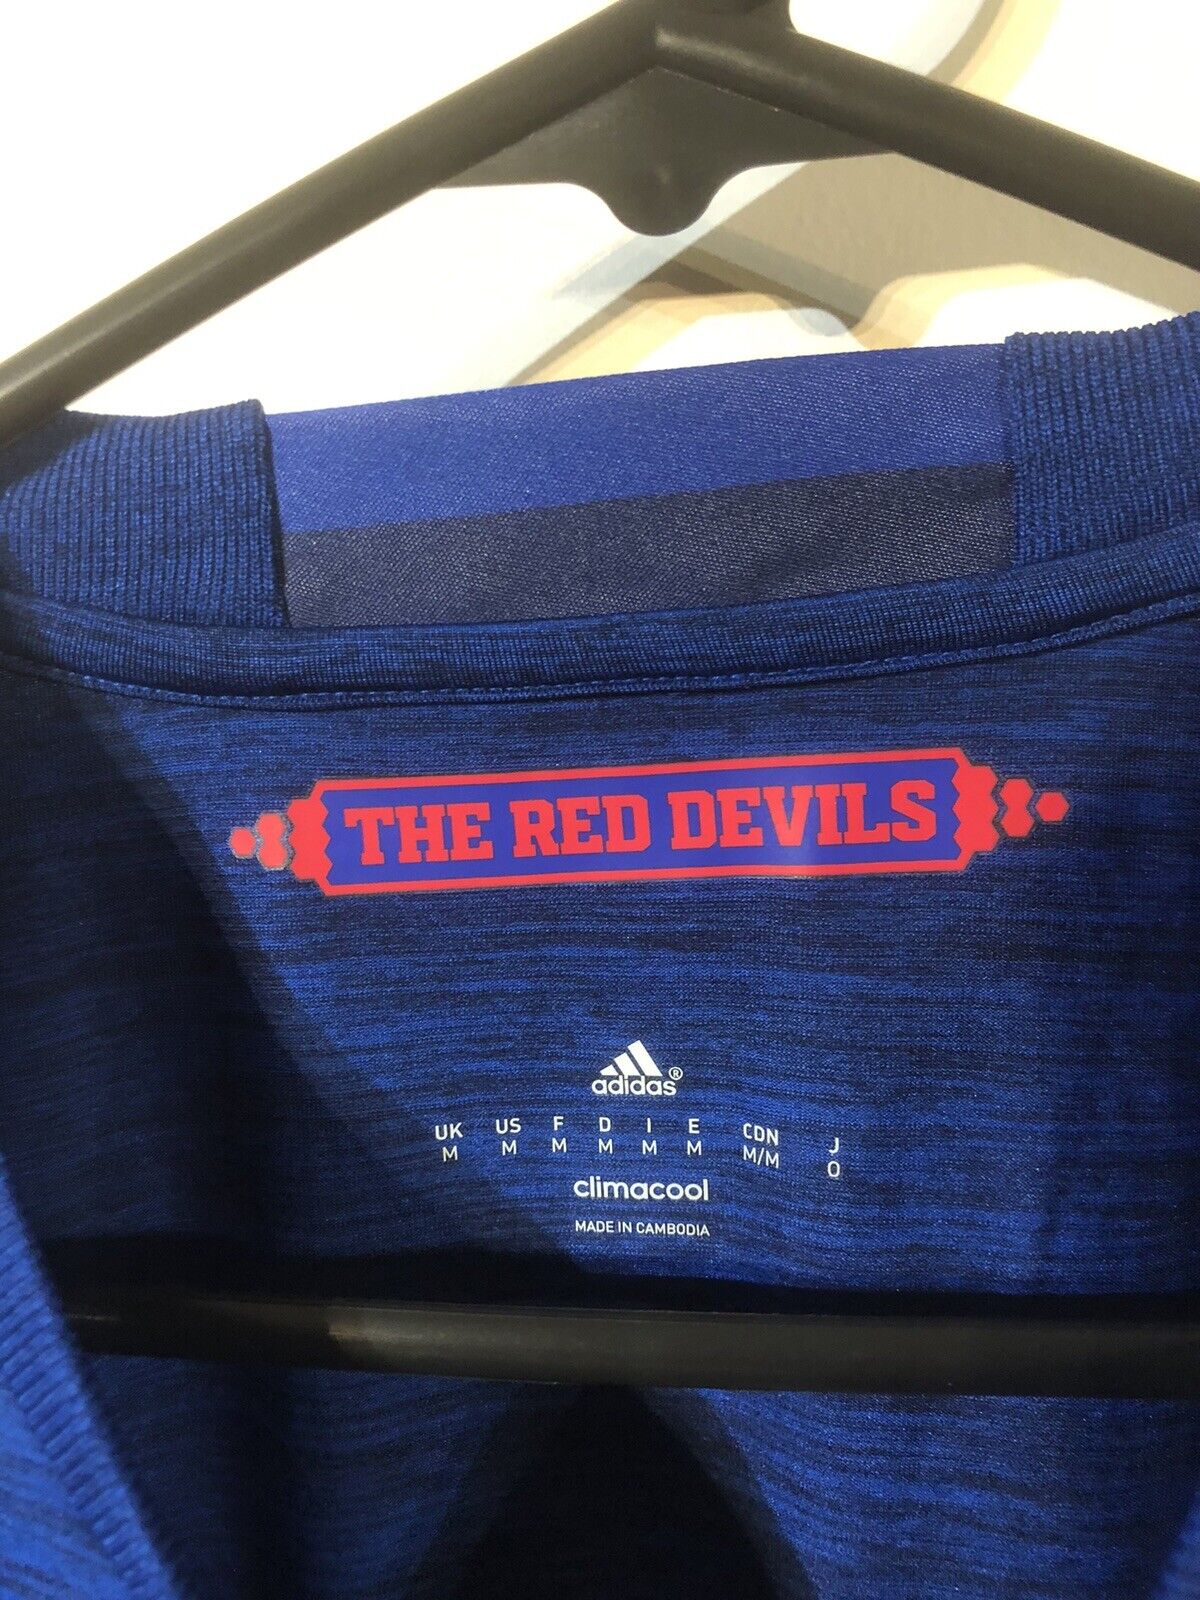 THE RED DEVILS
adidas®
UK US F D I E CDN J
M M M M M M M/M O
climacool
MADE IN CAMBODIA